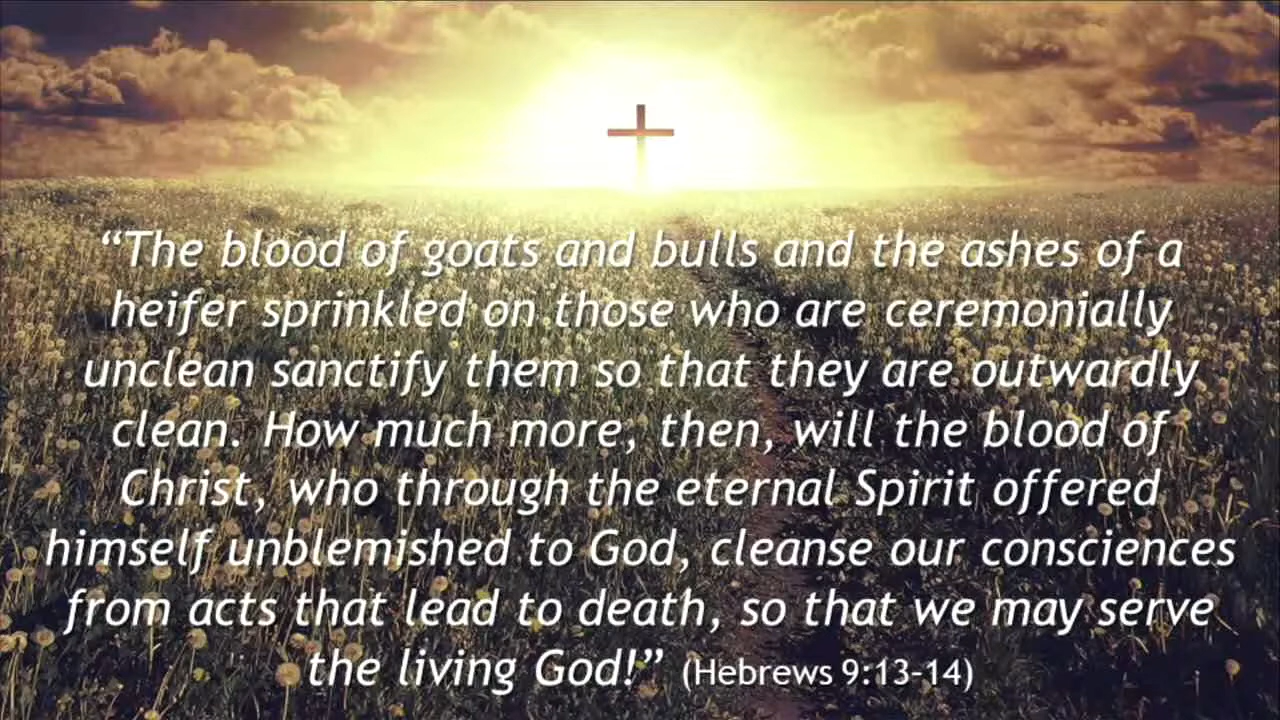 “The blood of goats and bulls and the ashes of a
heifer sprinkled on those who are ceremonially
unclean sanctify them so that they are outwardly
clean. How much more, then, will the blood of
Christ, who through the eternal Spirit offered
himself unblemished to God, cleanse our consciences
from acts that lead to death, so that we may serve
the living God!” (Hebrews 9:13-14)